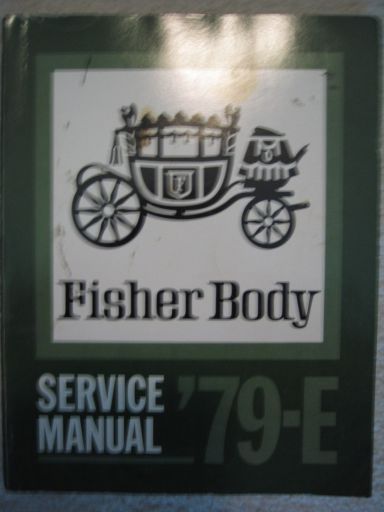 Fisher Body
SERVICE
MANUAL
'79-E